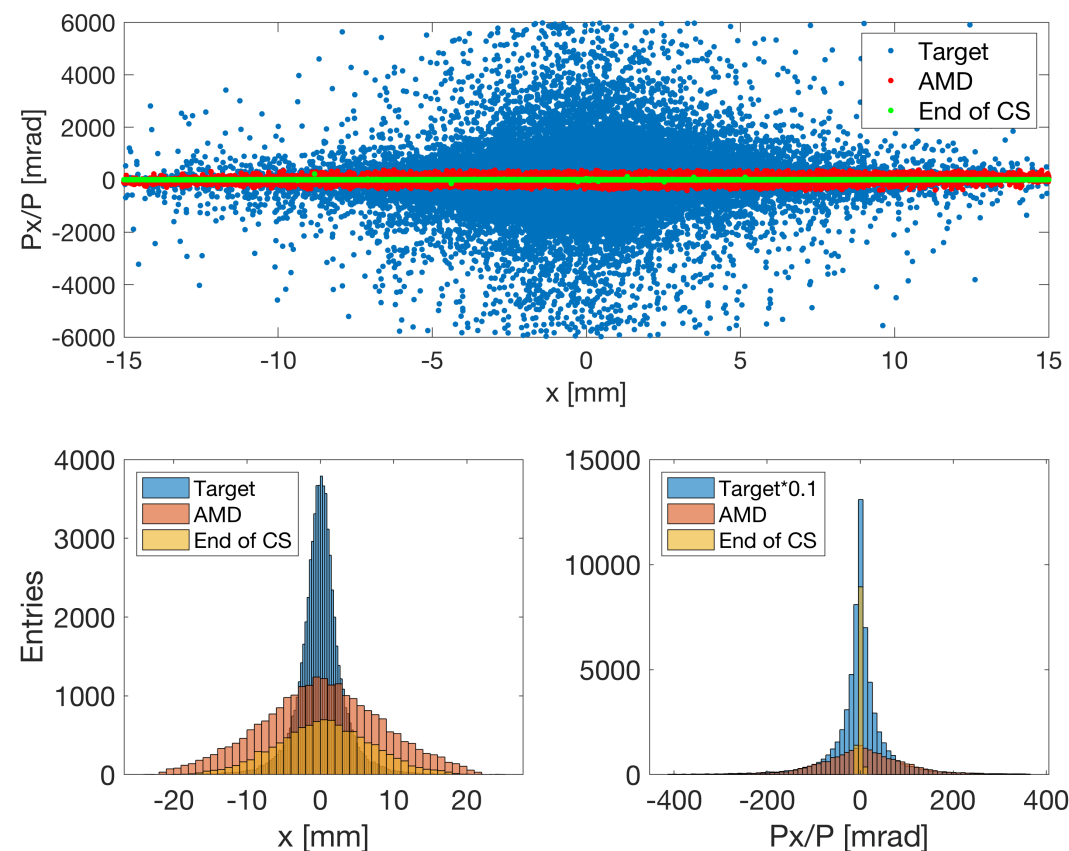 6000
4000
2000
0
-2000
-4000
-6000
Px/P [mrad]
Target
AMD
End of CS
-15
-10
-5
0
5
10
15
x [mm]
4000
3000
2000
1000
0
Entries
Target
AMD
End of CS
-20
-10
0
10
20
x [mm]
15000
10000
5000
0
Target*0.1
AMD
End of CS
-400
-200
0
200
400
Px/P [mrad]